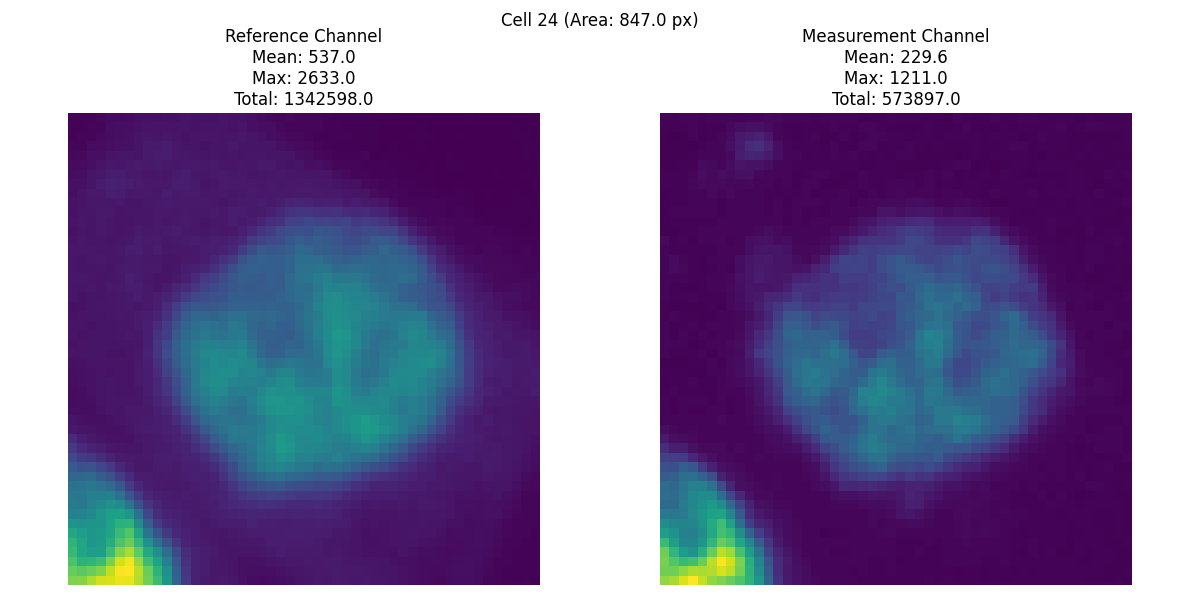 Cell 24 (Area: 847.0 px)
Reference Channel
Mean: 537.0
Max: 2633.0
Total: 1342598.0
Measurement Channel
Mean: 229.6
Max: 1211.0
Total: 573897.0